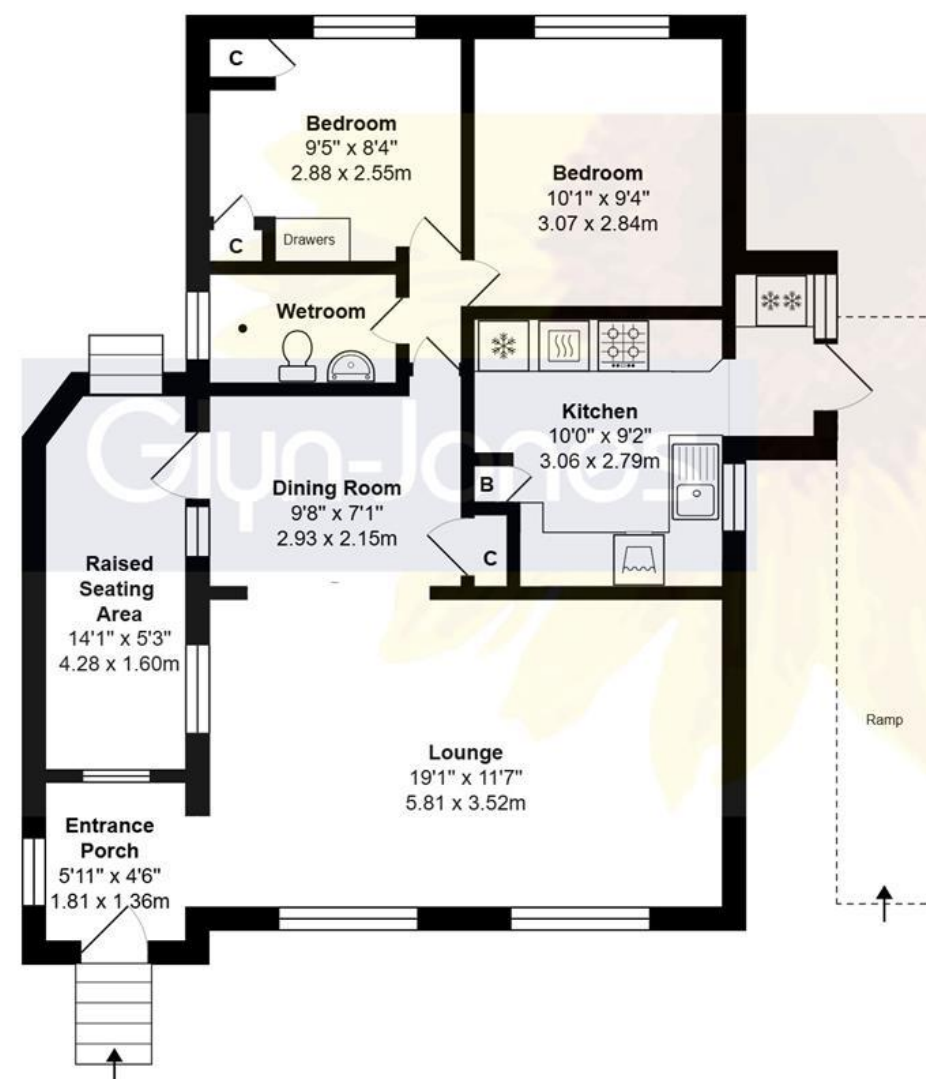 C
Bedroom
9'5" x 8'4"
2.88 x 2.55m
Bedroom
10'1" x 9'4"
3.07 x 2.84m
C
Drawers
Wetroom
Kitchen
10'0" x 9'2"
3.06 x 2.79m
B
Glyn-Jones
Dining Room
9'8" x 7'1"
2.93 x 2.15m
C
Raised
Seating
Area
14'1" x 5'3"
4.28 x 1.60m
Ramp
Lounge
19'1" x 11'7"
5.81 x 3.52m
Entrance
Porch
5'11" x 4'6"
1.81 x 1.36m